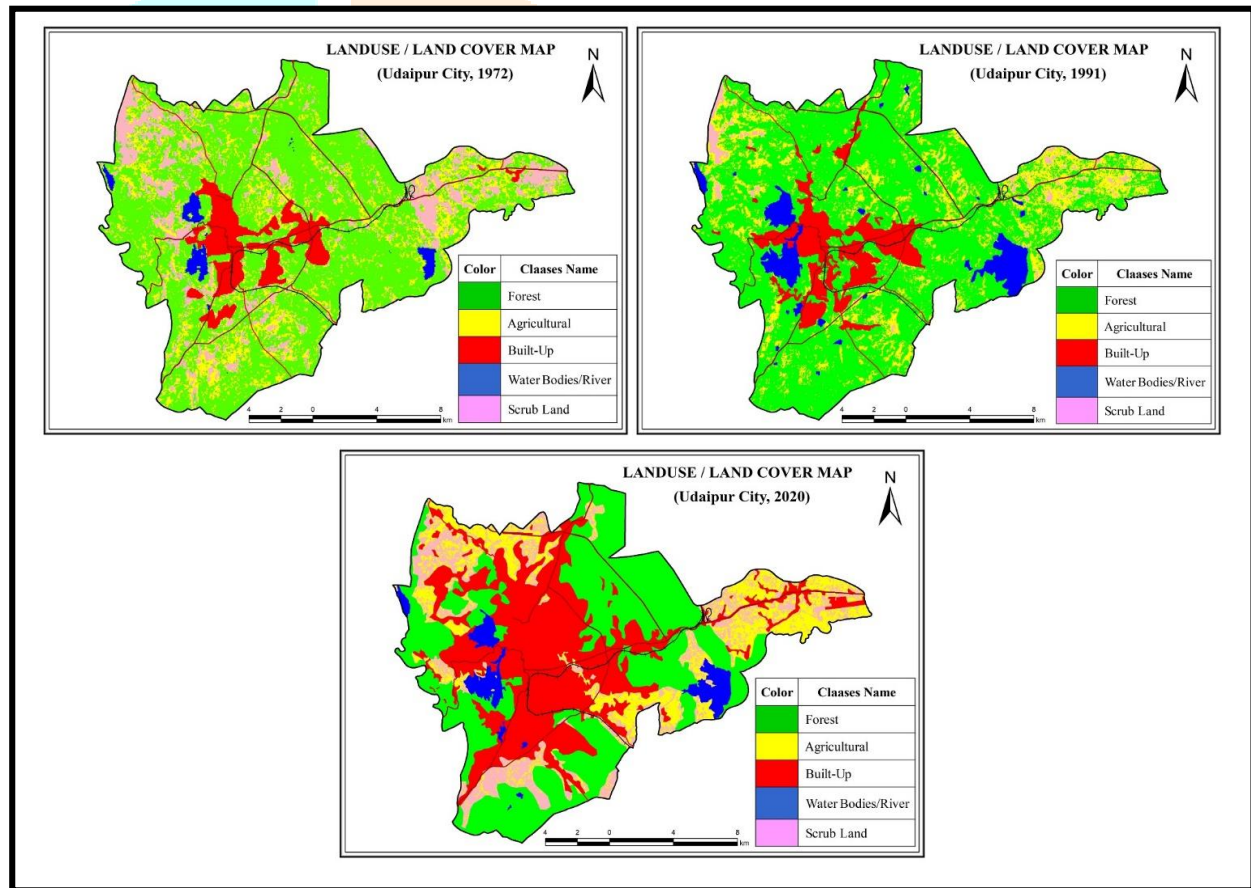 LANDUSE / LAND COVER MAP
(Udaipur City, 1972)
N
Color Claases Name
Forest
Agricultural
Built-Up
Water Bodies/River
Scrub Land
4 2 0 4 8
km
LANDUSE / LAND COVER MAP
(Udaipur City, 1991)
N
Color Claases Name
Forest
Agricultural
Built-Up
Water Bodies/River
Scrub Land
4 2 0 4 8
km
LANDUSE / LAND COVER MAP
(Udaipur City, 2020)
N
Color Claases Name
Forest
Agricultural
Built-Up
Water Bodies/River
Scrub Land
4 2 0 4 8
km